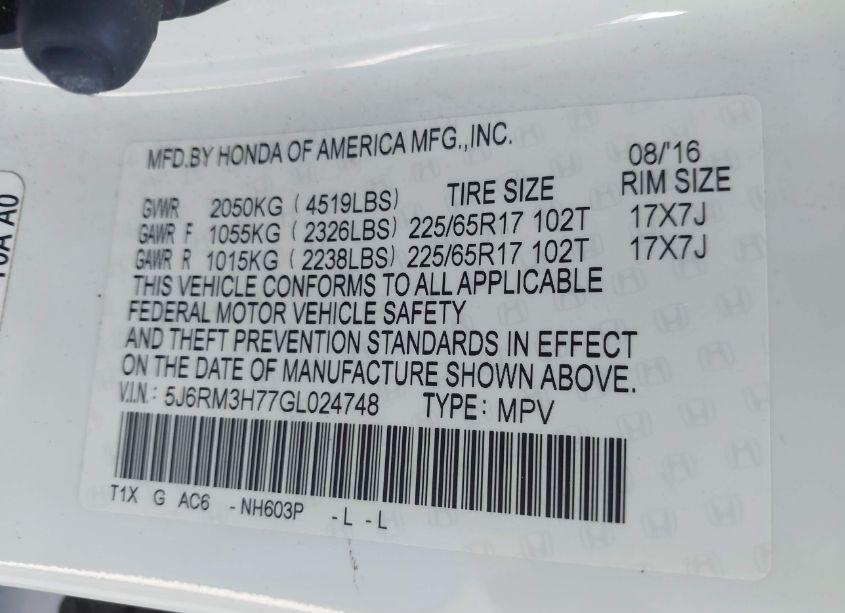 MFD.BY HONDA OF AMERICA MFG.,INC. 08/'16
GVWR 2050KG ( 4519LBS) TIRE SIZE RIM SIZE
GAWR F 1055KG ( 2326LBS) 225/65R17 102T 17X7J
GAWR R 1015KG ( 2238LBS) 225/65R17 102T 17X7J
THIS VEHICLE CONFORMS TO ALL APPLICABLE
FEDERAL MOTOR VEHICLE SAFETY
AND THEFT PREVENTION STANDARDS IN EFFECT
ON THE DATE OF MANUFACTURE SHOWN ABOVE.
V.I.N.: 5J6RM3H77GL024748 TYPE: MPV
T1X G AC6 -NH603P -L -L